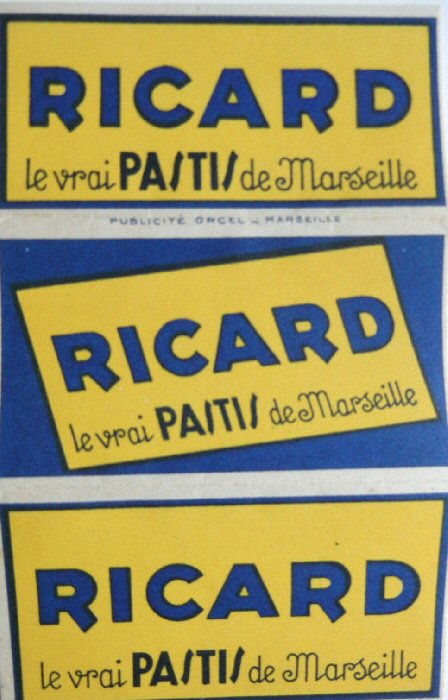 RICARD
le vrai PASTIS de Marseille
PUBLICITÉ ORCEL - MARSEILLE
RICARD
le vrai PASTIS de Marseille
RICARD
le vrai PASTIS de Marseille